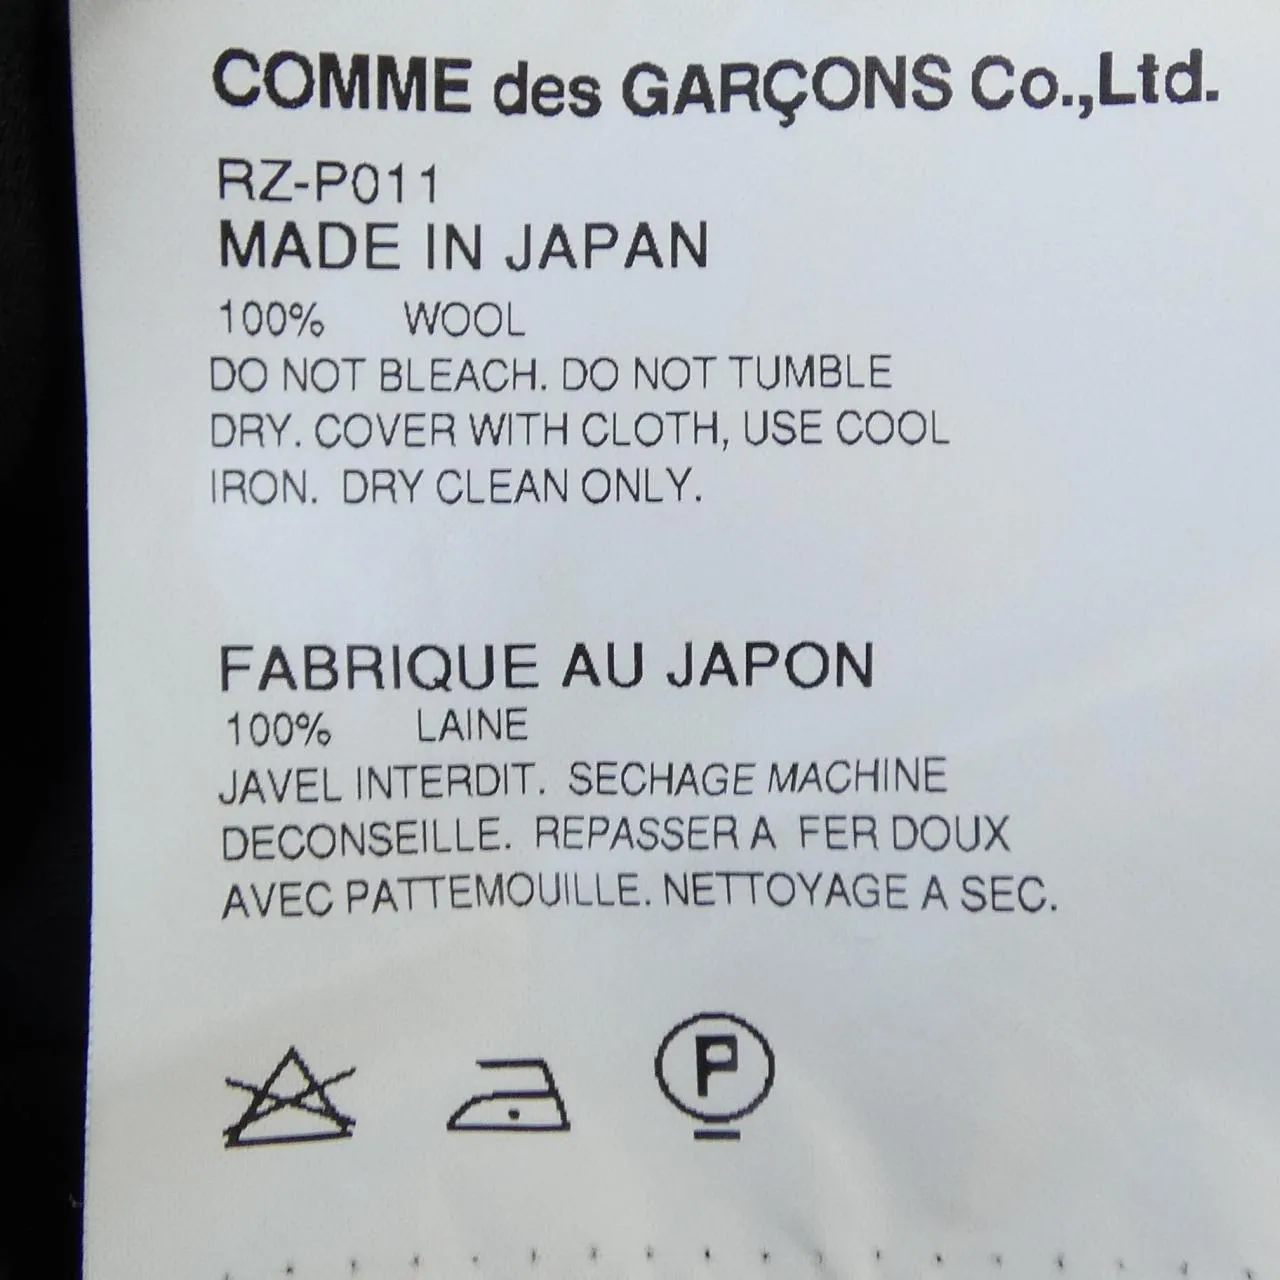 COMME des GARÇONS Co.,Ltd.
RZ-P011
MADE IN JAPAN
100% WOOL
DO NOT BLEACH. DO NOT TUMBLE
DRY. COVER WITH CLOTH, USE COOL
IRON. DRY CLEAN ONLY.
FABRIQUE AU JAPON
100% LAINE
JAVEL INTERDIT. SECHAGE MACHINE
DECONSEILLE. REPASSER A FER DOUX
AVEC PATTEMOUILLE. NETTOYAGE A SEC.
P